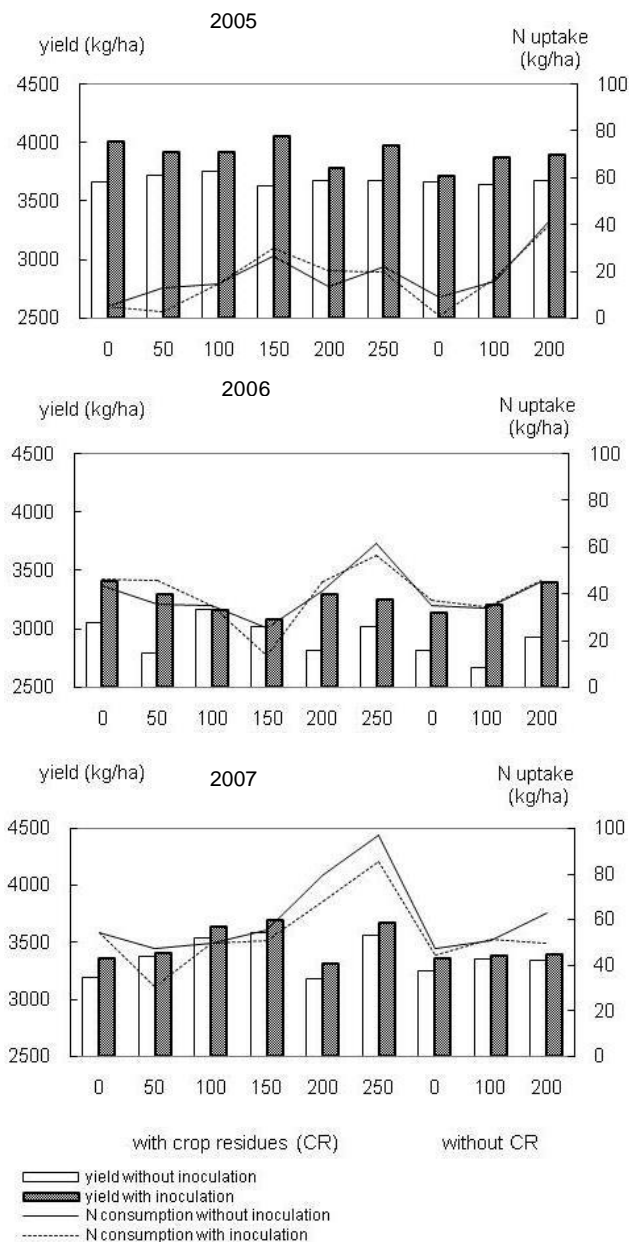 2005
yield (kg/ha) N uptake
(kg/ha)
4500 100
4000 80
3500 60
3000 40
20
2500 0
0 50 100 150 200 250 0 100 200
2006
yield (kg/ha) N uptake
(kg/ha)
4500 100
4000 80
3500 60
3000 40
20
2500 0
0 50 100 150 200 250 0 100 200
yield (kg/ha) 2007 N uptake
(kg/ha)
4500 100
4000 80
3500 60
3000 40
20
2500 0
0 50 100 150 200 250 0 100 200
with crop residues (CR) without CR
yield without inoculation
yield with inoculation
N consumption without inoculation
N consumption with inoculation